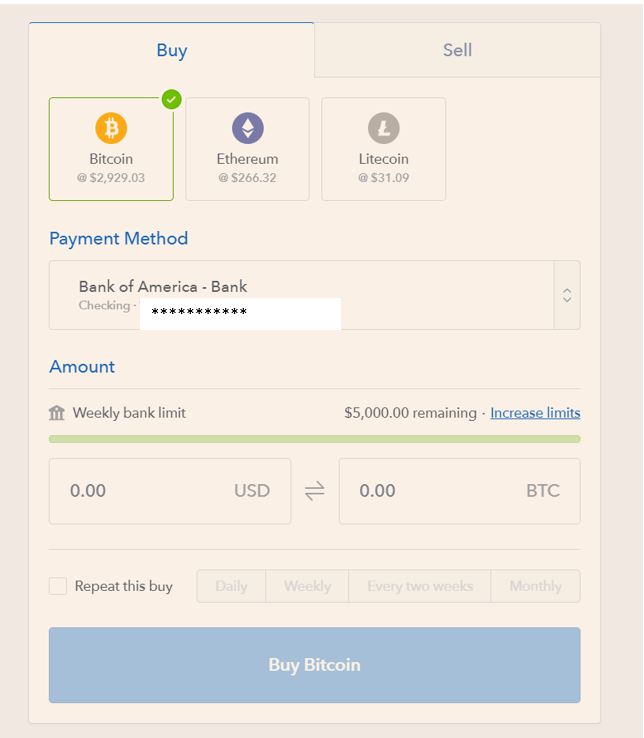 Buy Sell
Bitcoin Ethereum Litecoin
@ $2,929.03 @ $266.32 @ $31.09
Payment Method
Bank of America - Bank
Checking · ***********
Amount
Weekly bank limit $5,000.00 remaining · Increase limits
0.00 USD 0.00 BTC
Repeat this buy Daily Weekly Every two weeks Monthly
Buy Bitcoin